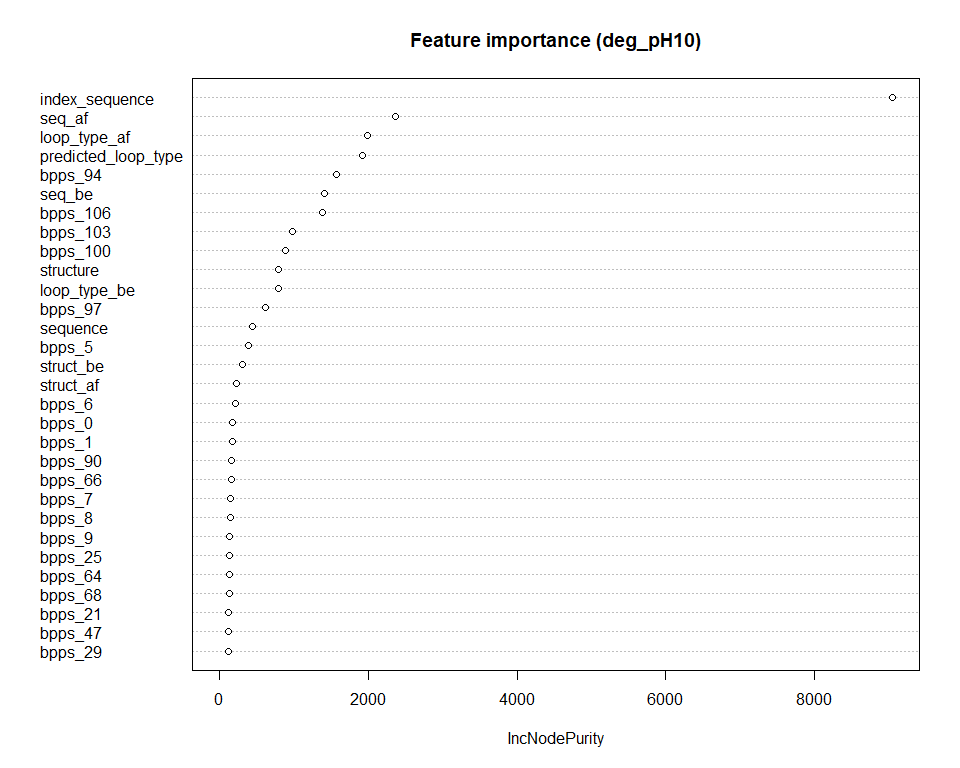 Feature importance (deg_pH10)
index_sequence
seq_af
loop_type_af
predicted_loop_type
bpps_94
seq_be
bpps_106
bpps_103
bpps_100
structure
loop_type_be
bpps_97
sequence
bpps_5
struct_be
struct_af
bpps_6
bpps_0
bpps_1
bpps_90
bpps_66
bpps_7
bpps_8
bpps_9
bpps_25
bpps_64
bpps_68
bpps_21
bpps_47
bpps_29
0 2000 4000 6000 8000
IncNodePurity